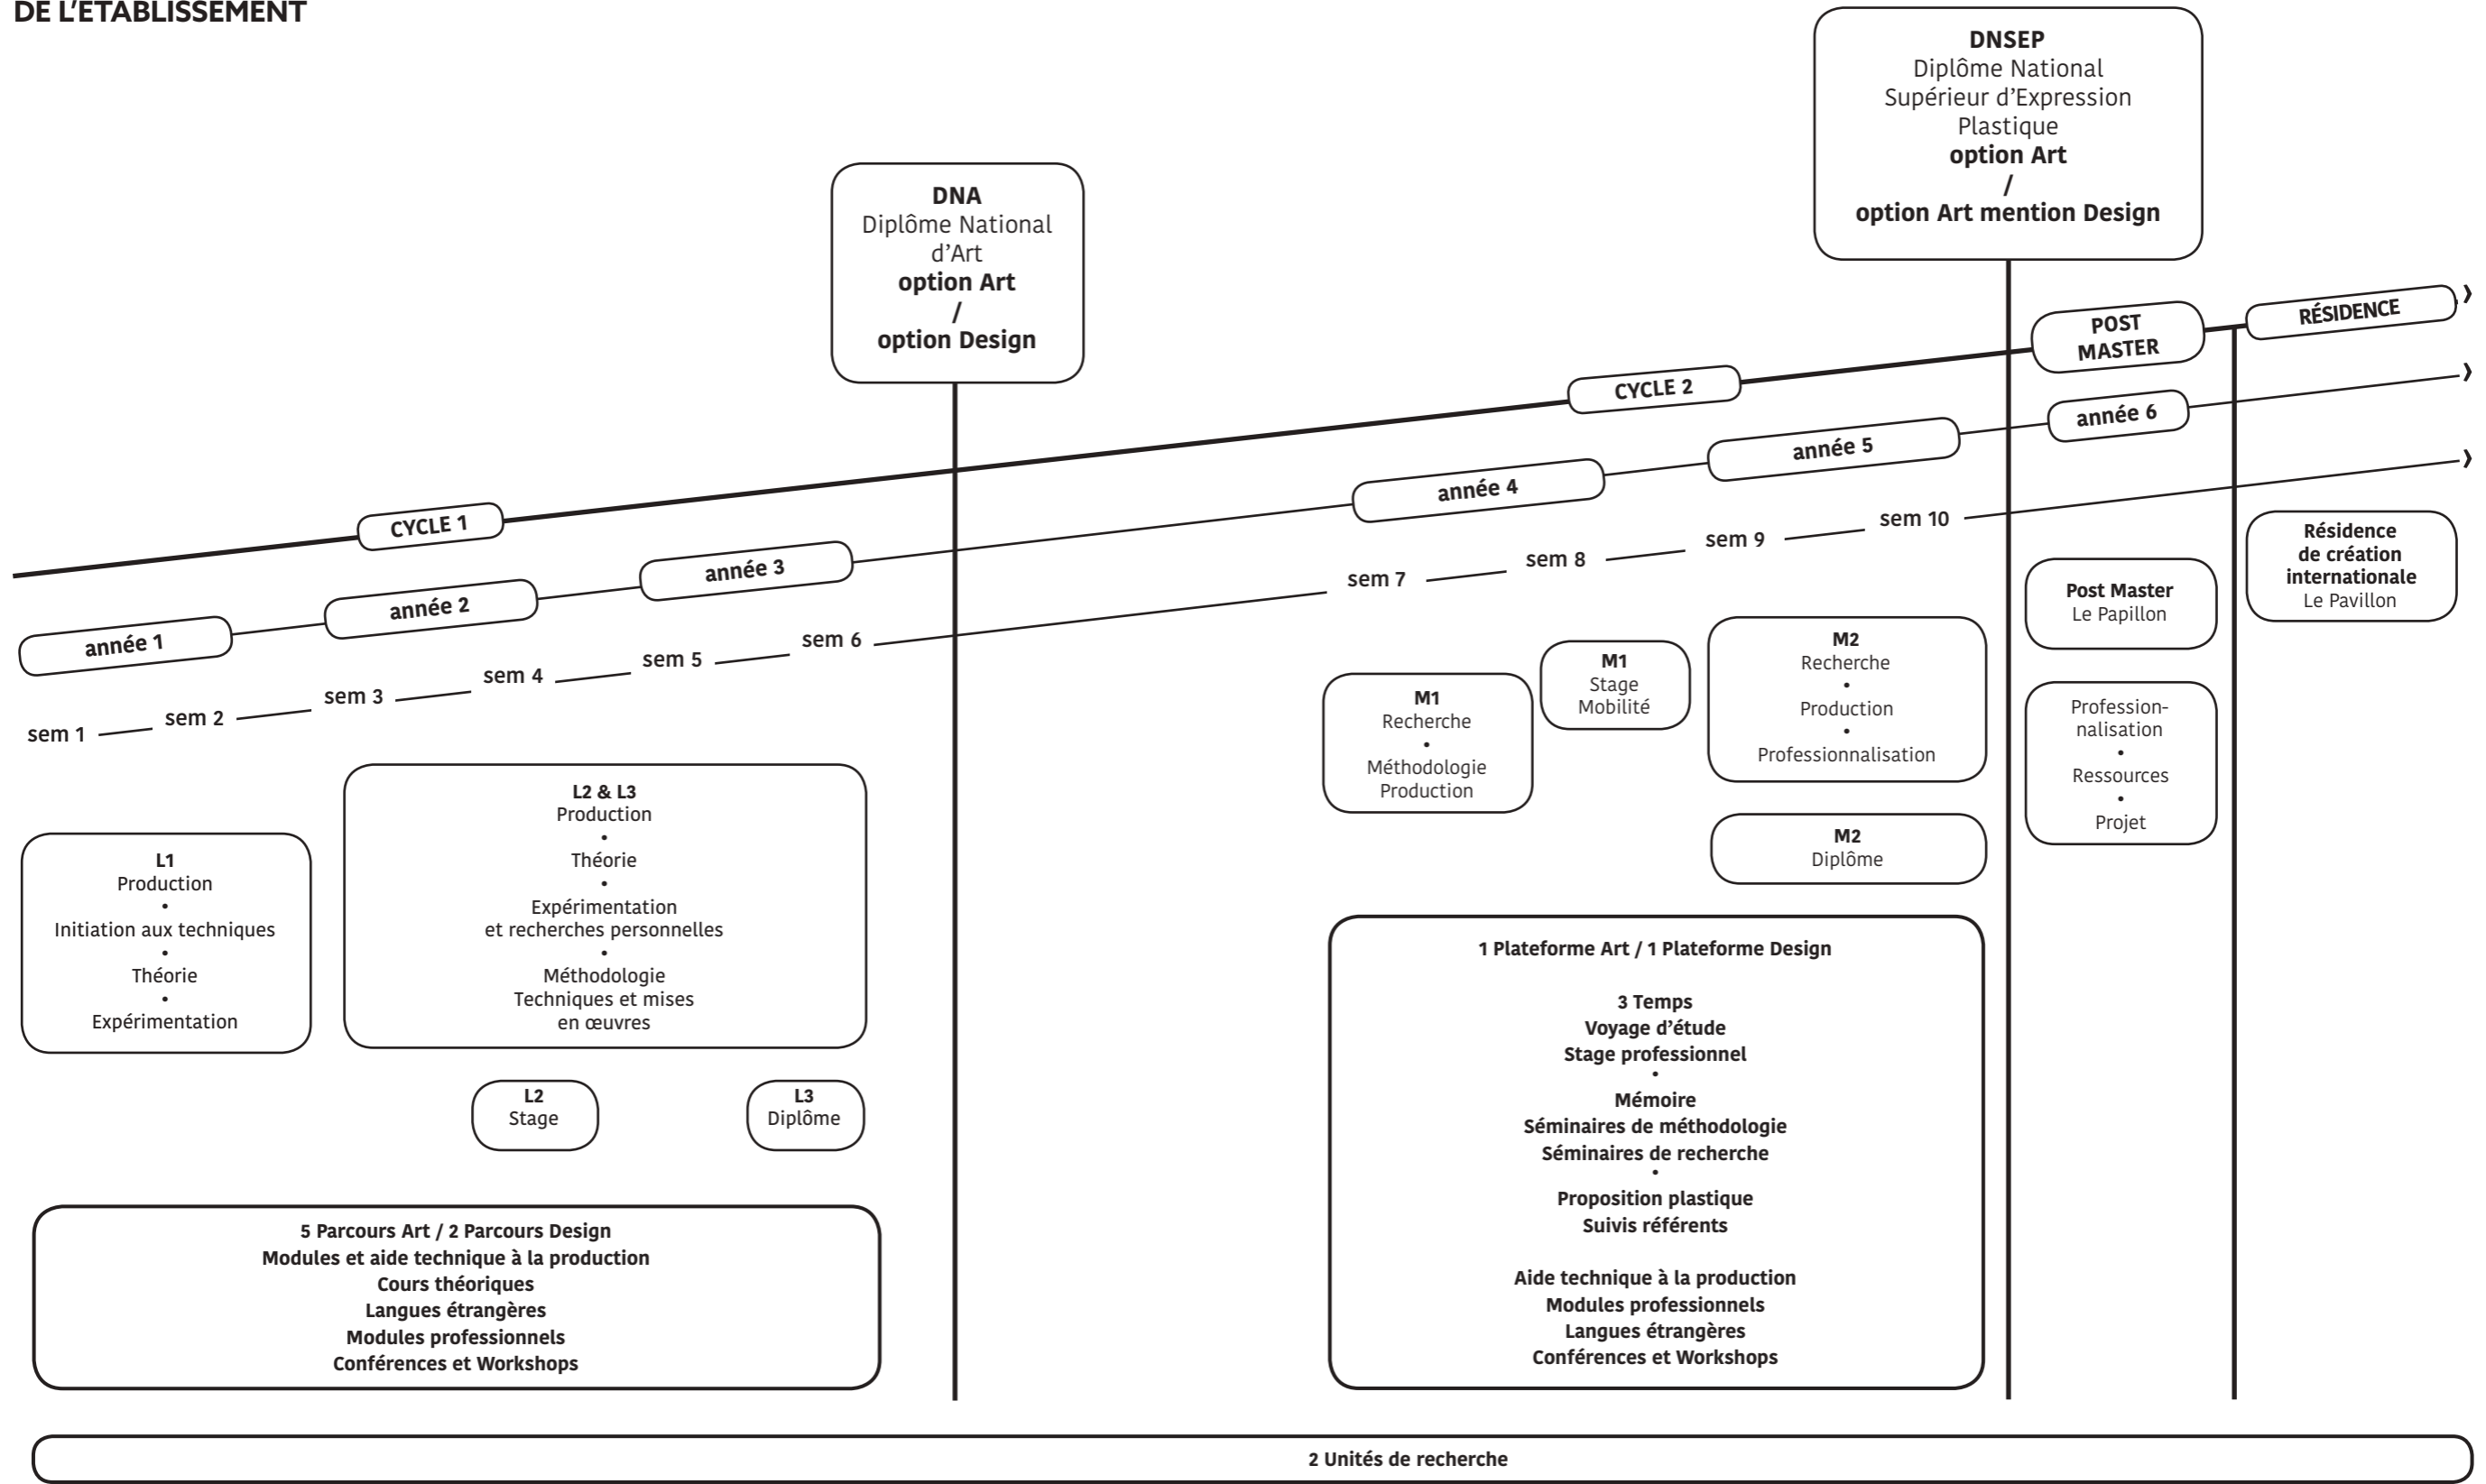 DE L'ÉTABLISSEMENT
DNSEP
Diplôme National
Supérieur d'Expression
Plastique
option Art
/
option Art mention Design
DNA
Diplôme National
d'Art
option Art
/
option Design
CYCLE 1
CYCLE 2
POST
MASTER
RÉSIDENCE
année 1
année 2
année 3
année 4
année 5
année 6
sem 1
sem 2
sem 3
sem 4
sem 5
sem 6
sem 7
sem 8
sem 9
sem 10
L1
Production
•
Initiation aux techniques
•
Théorie
•
Expérimentation
L2 & L3
Production
•
Théorie
•
Expérimentation
et recherches personnelles
•
Méthodologie
Techniques et mises
en œuvres
L2
Stage
L3
Diplôme
5 Parcours Art / 2 Parcours Design
Modules et aide technique à la production
Cours théoriques
Langues étrangères
Modules professionnels
Conférences et Workshops
M1
Recherche
•
Méthodologie
Production
M1
Stage
Mobilité
M2
Recherche
•
Production
•
Professionnalisation
M2
Diplôme
1 Plateforme Art / 1 Plateforme Design
3 Temps
Voyage d'étude
Stage professionnel
•
Mémoire
Séminaires de méthodologie
Séminaires de recherche
•
Proposition plastique
Suivis référents
Aide technique à la production
Modules professionnels
Langues étrangères
Conférences et Workshops
Post Master
Le Papillon
Profession-
nalisation
•
Ressources
•
Projet
Résidence
de création
internationale
Le Pavillon
2 Unités de recherche